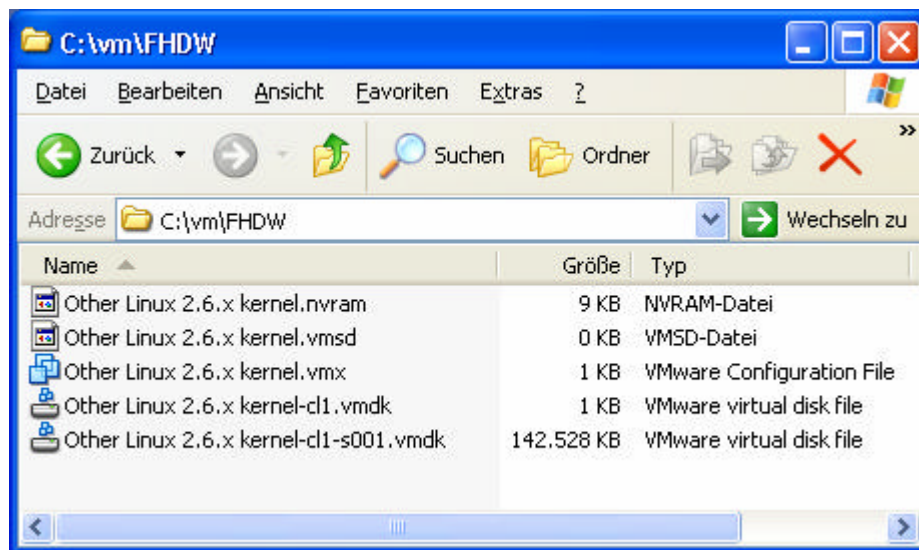 C:\vm\FHDW
Datei Bearbeiten Ansicht Favoriten Extras ?
Zurück Suchen Ordner »
Adresse C:\vm\FHDW Wechseln zu
Name Größe Typ
Other Linux 2.6.x kernel.nvram 9 KB NVRAM-Datei
Other Linux 2.6.x kernel.vmsd 0 KB VMSD-Datei
Other Linux 2.6.x kernel.vmx 1 KB VMware Configuration File
Other Linux 2.6.x kernel-cl1.vmdk 1 KB VMware virtual disk file
Other Linux 2.6.x kernel-cl1-s001.vmdk 142.528 KB VMware virtual disk file